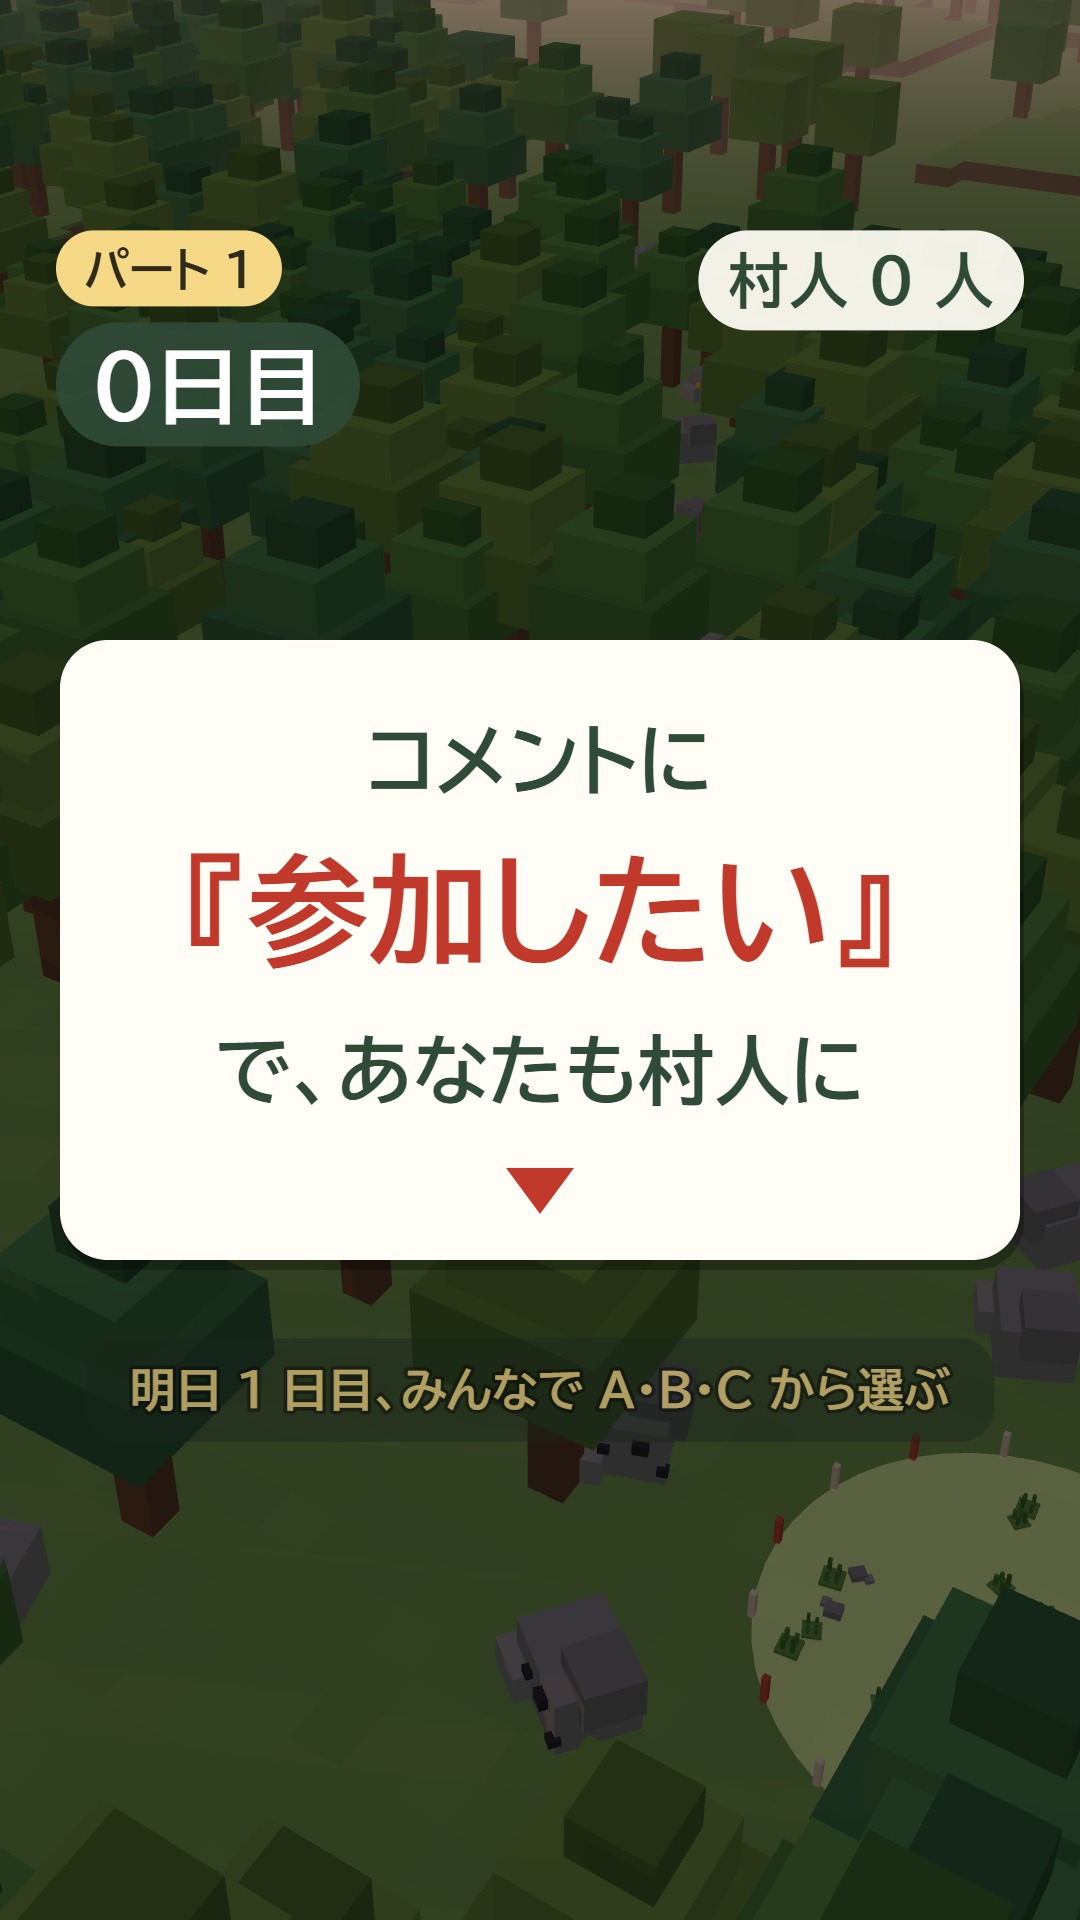 パート 1
0日目
村人 0 人
コメントに
『参加したい』
で、あなたも村人に
明日 1 日目、みんなで A・B・C から選ぶ